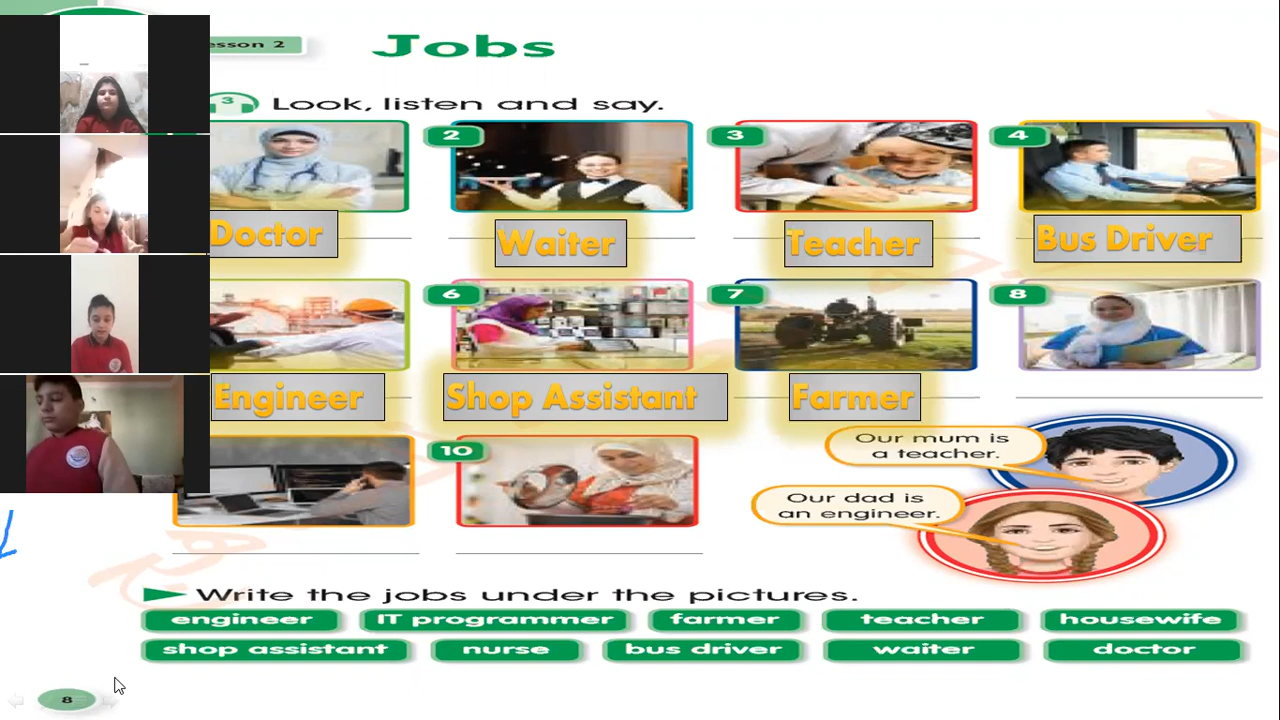 esson 2
Jobs
3
Look, listen and say.
2
3
4
Doctor
Waiter
Teacher
Bus Driver
6
7
8
Engineer
Shop Assistant
Farmer
10
Our mum is
a teacher.
Our dad is
an engineer.
Write the jobs under the pictures.
engineer
IT programmer
farmer
teacher
housewife
shop assistant
nurse
bus driver
waiter
doctor
8